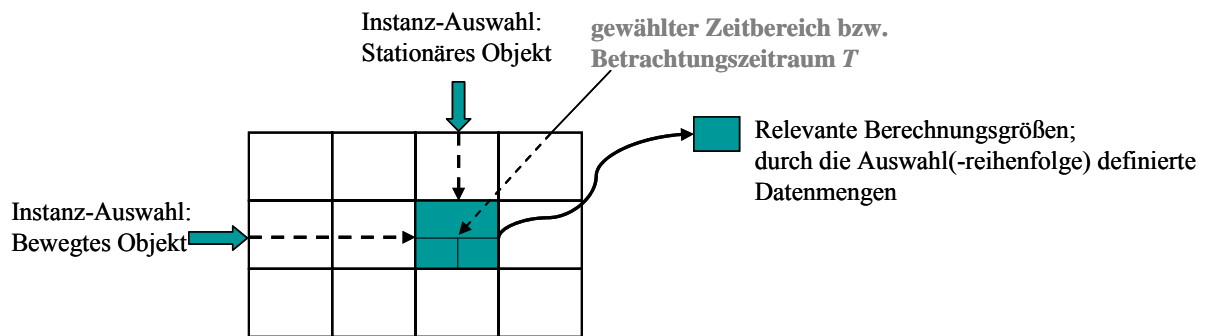 Instanz-Auswahl:
Stationäres Objekt
gewählter Zeitbereich bzw.
Betrachtungszeitraum T
Relevante Berechnungsgrößen;
durch die Auswahl(-reihenfolge) definierte
Datenmengen
Instanz-Auswahl:
Bewegtes Objekt